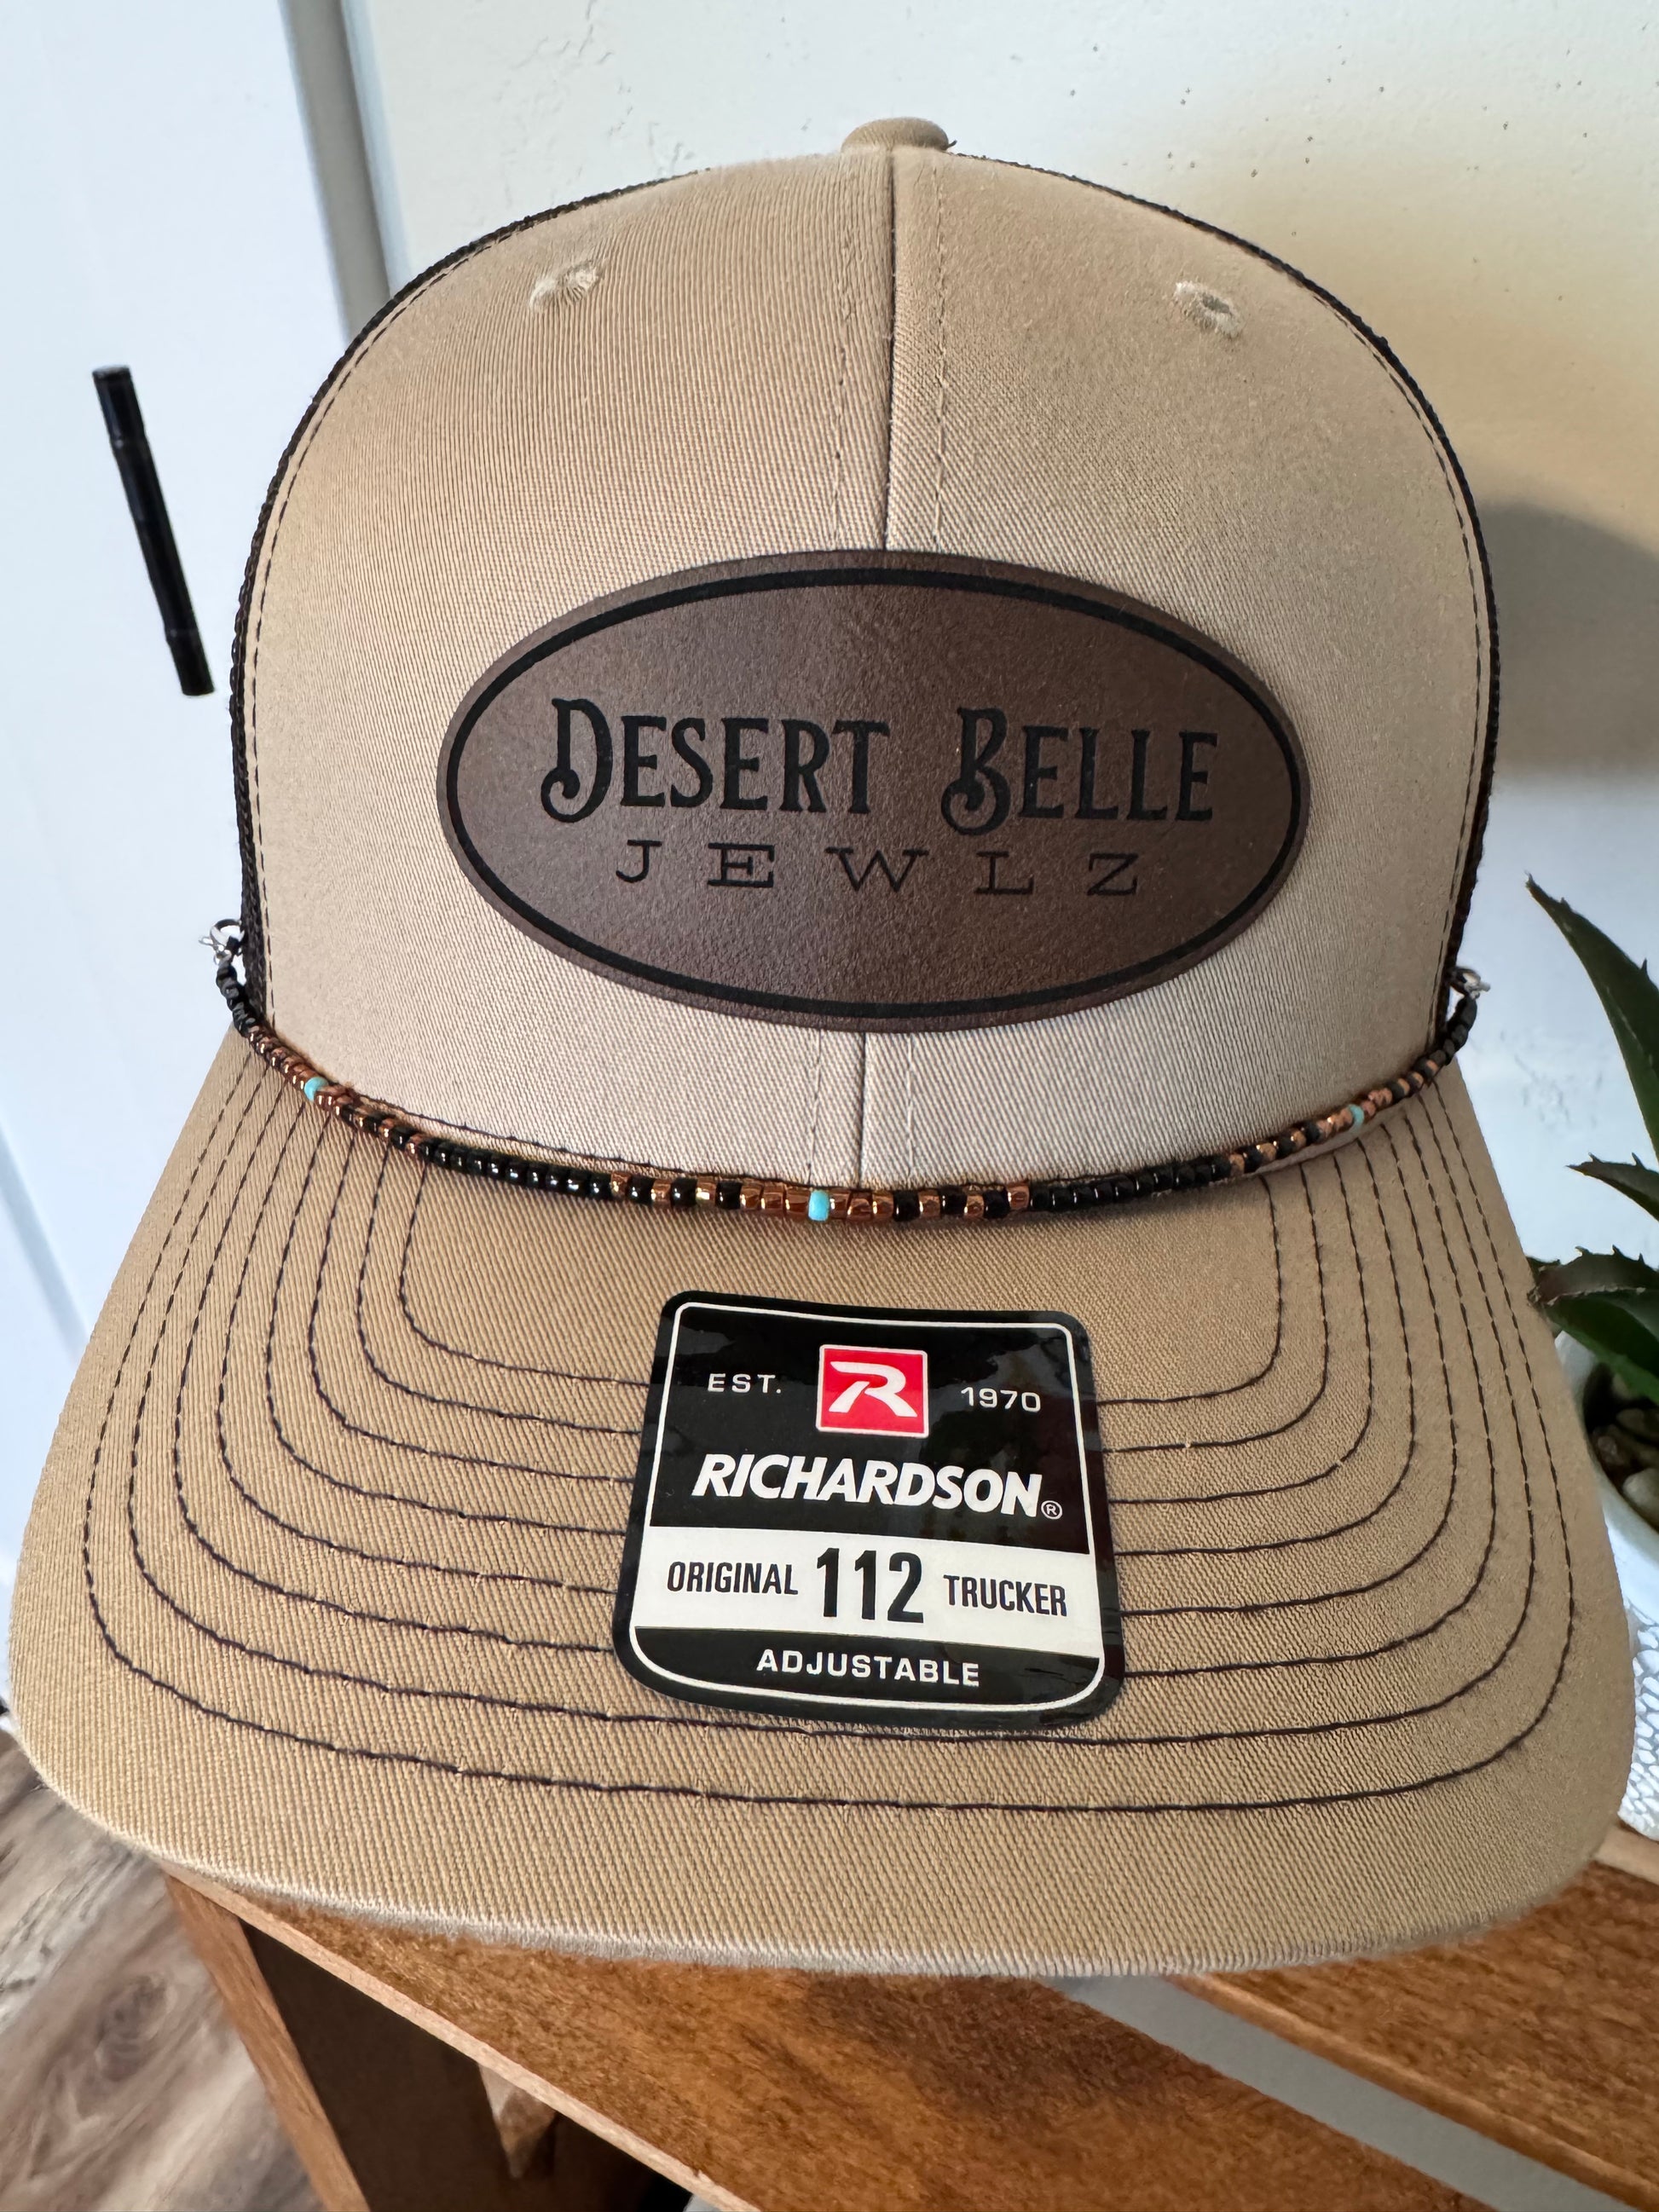 DESERT BELLE
JEWLZ
EST. R 1970
RICHARDSON®
ORIGINAL 112 TRUCKER
ADJUSTABLE